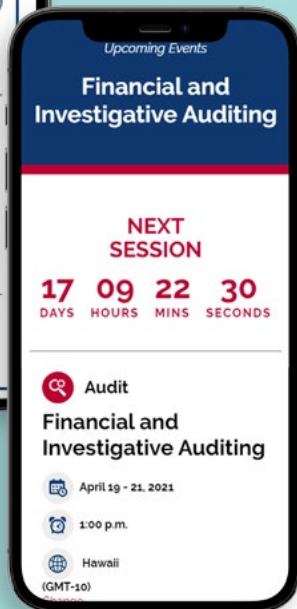 Upcoming Events
Financial and
Investigative Auditing
NEXT
SESSION
17 09 22 30
DAYS HOURS MINS SECONDS
Audit
Financial and
Investigative Auditing
April 19 - 21, 2021
1:00 p.m.
Hawaii
(GMT-10)
Change